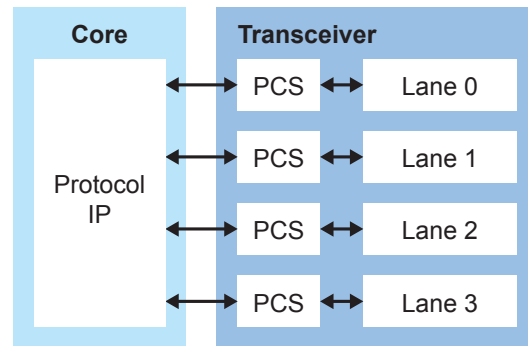 Core
Transceiver
Protocol
IP
PCS
Lane 0
PCS
Lane 1
PCS
Lane 2
PCS
Lane 3